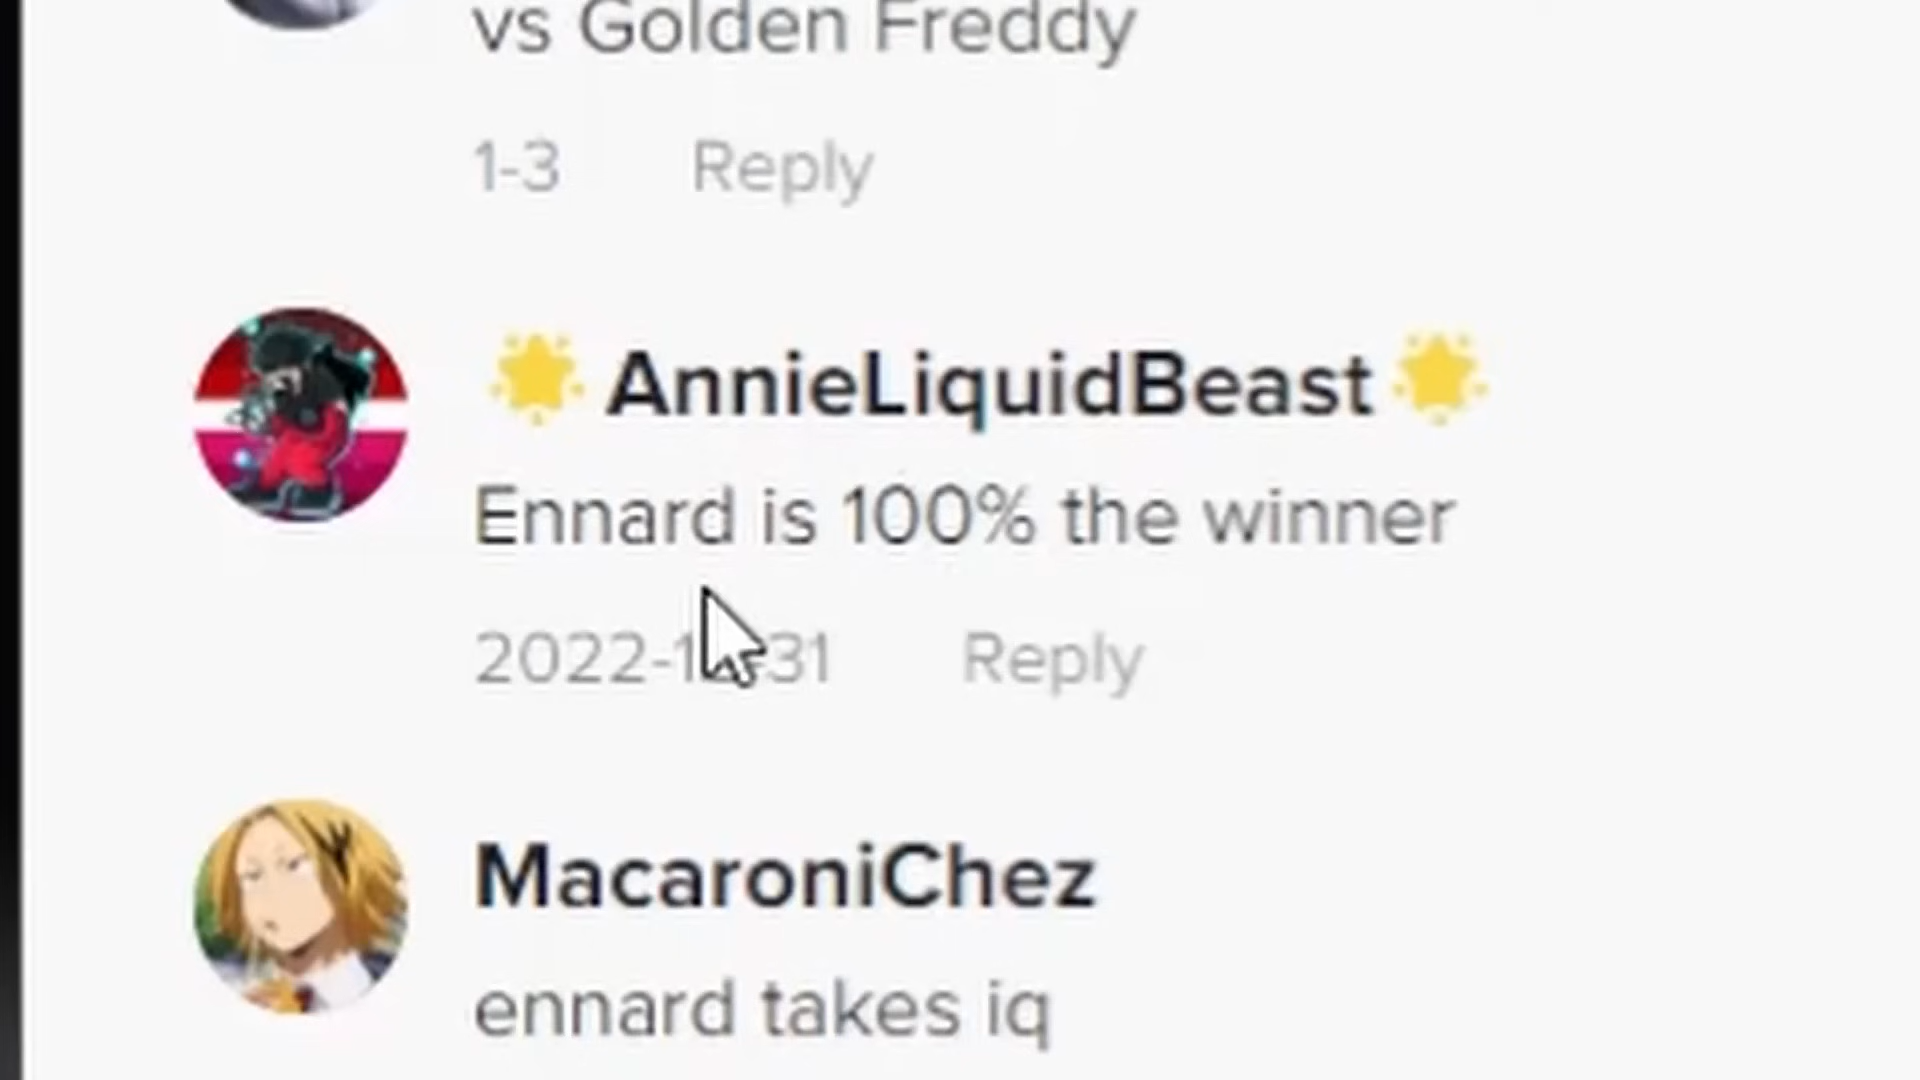 vs Golden Freddy
1-3 Reply
🌟AnnieLiquidBeast🌟
Ennard is 100% the winner
Reply
MacaroniChez
ennard takes iq